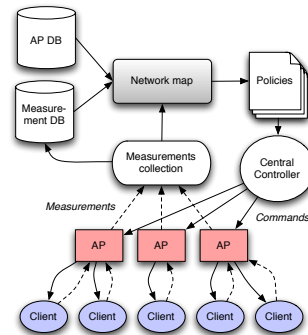 AP DB
Network map
Policies
Measure-
ment DB
Measurements
collection
Central
Controller
Measurements
Commands
AP
AP
AP
Client
Client
Client
Client
Client